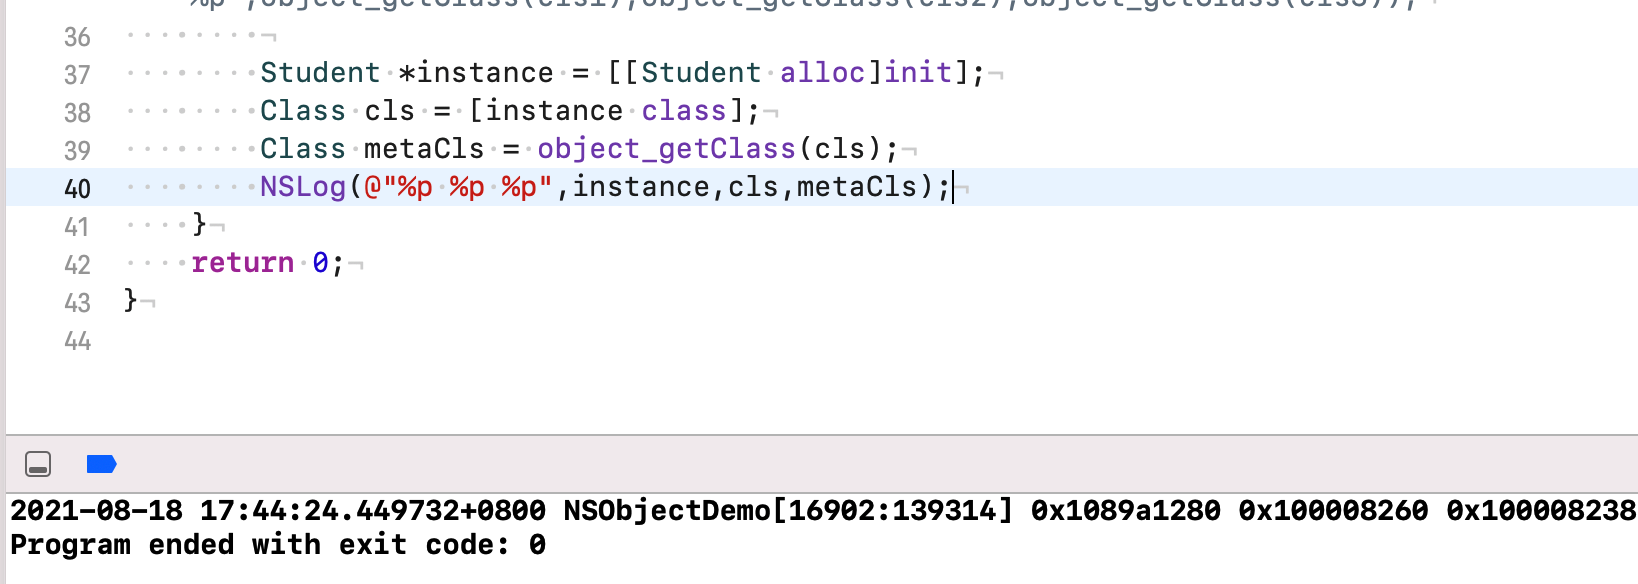 %p",object_getClass(cls1),object_getClass(cls2),object_getClass(cls3));
36
37 Student *instance = [[Student alloc]init];
38 Class cls = [instance class];
39 Class metaCls = object_getClass(cls);
40 NSLog(@"%p %p %p",instance,cls,metaCls);
41 }
42 return 0;
43 }
44
2021-08-18 17:44:24.449732+0800 NSObjectDemo[16902:139314] 0x1089a1280 0x100008260 0x100008238
Program ended with exit code: 0